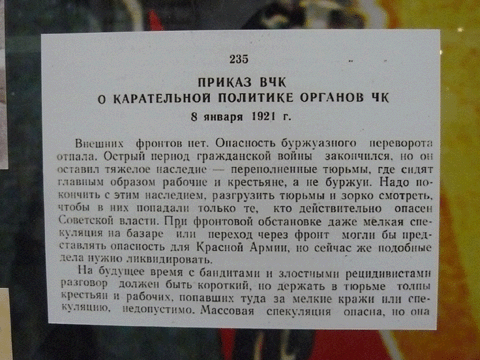 235
ПРИКАЗ ВЧК
О КАРАТЕЛЬНОЙ ПОЛИТИКЕ ОРГАНОВ ЧК
8 января 1921 г.
Внешних фронтов нет. Опасность буржуазного переворота
отпала. Острый период гражданской войны закончился, но он
оставил тяжелое наследие — переполненные тюрьмы, где сидят
главным образом рабочие и крестьяне, а не буржуи. Надо по-
кончить с этим наследием, разгрузить тюрьмы и зорко смотреть,
чтобы в них попадали только те, кто действительно опасен
Советской власти. При фронтовой обстановке даже мелкая спе-
куляция на базаре или переход через фронт могли бы пред-
ставлять опасность для Красной Армии, но сейчас же подобные
дела нужно ликвидировать.
На будущее время с бандитами и злостными рецидивистами
разговор должен быть короткий, но держать в тюрьме толпы
крестьян и рабочих, попавших туда за мелкие кражи или спе-
куляцию, недопустимо. Массовая спекуляция опасна, но она